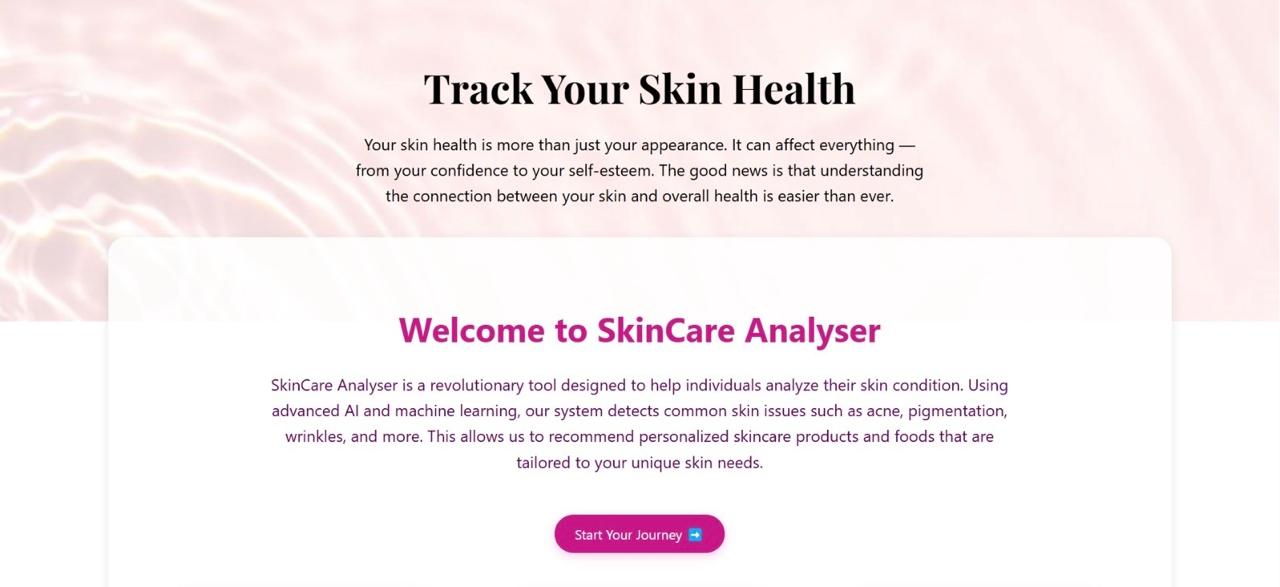 Track Your Skin Health
Your skin health is more than just your appearance. It can affect everything —
from your confidence to your self-esteem. The good news is that understanding
the connection between your skin and overall health is easier than ever.
Welcome to SkinCare Analyser
SkinCare Analyser is a revolutionary tool designed to help individuals analyze their skin condition. Using
advanced AI and machine learning, our system detects common skin issues such as acne, pigmentation,
wrinkles, and more. This allows us to recommend personalized skincare products and foods that are
tailored to your unique skin needs.
Start Your Journey ➡️